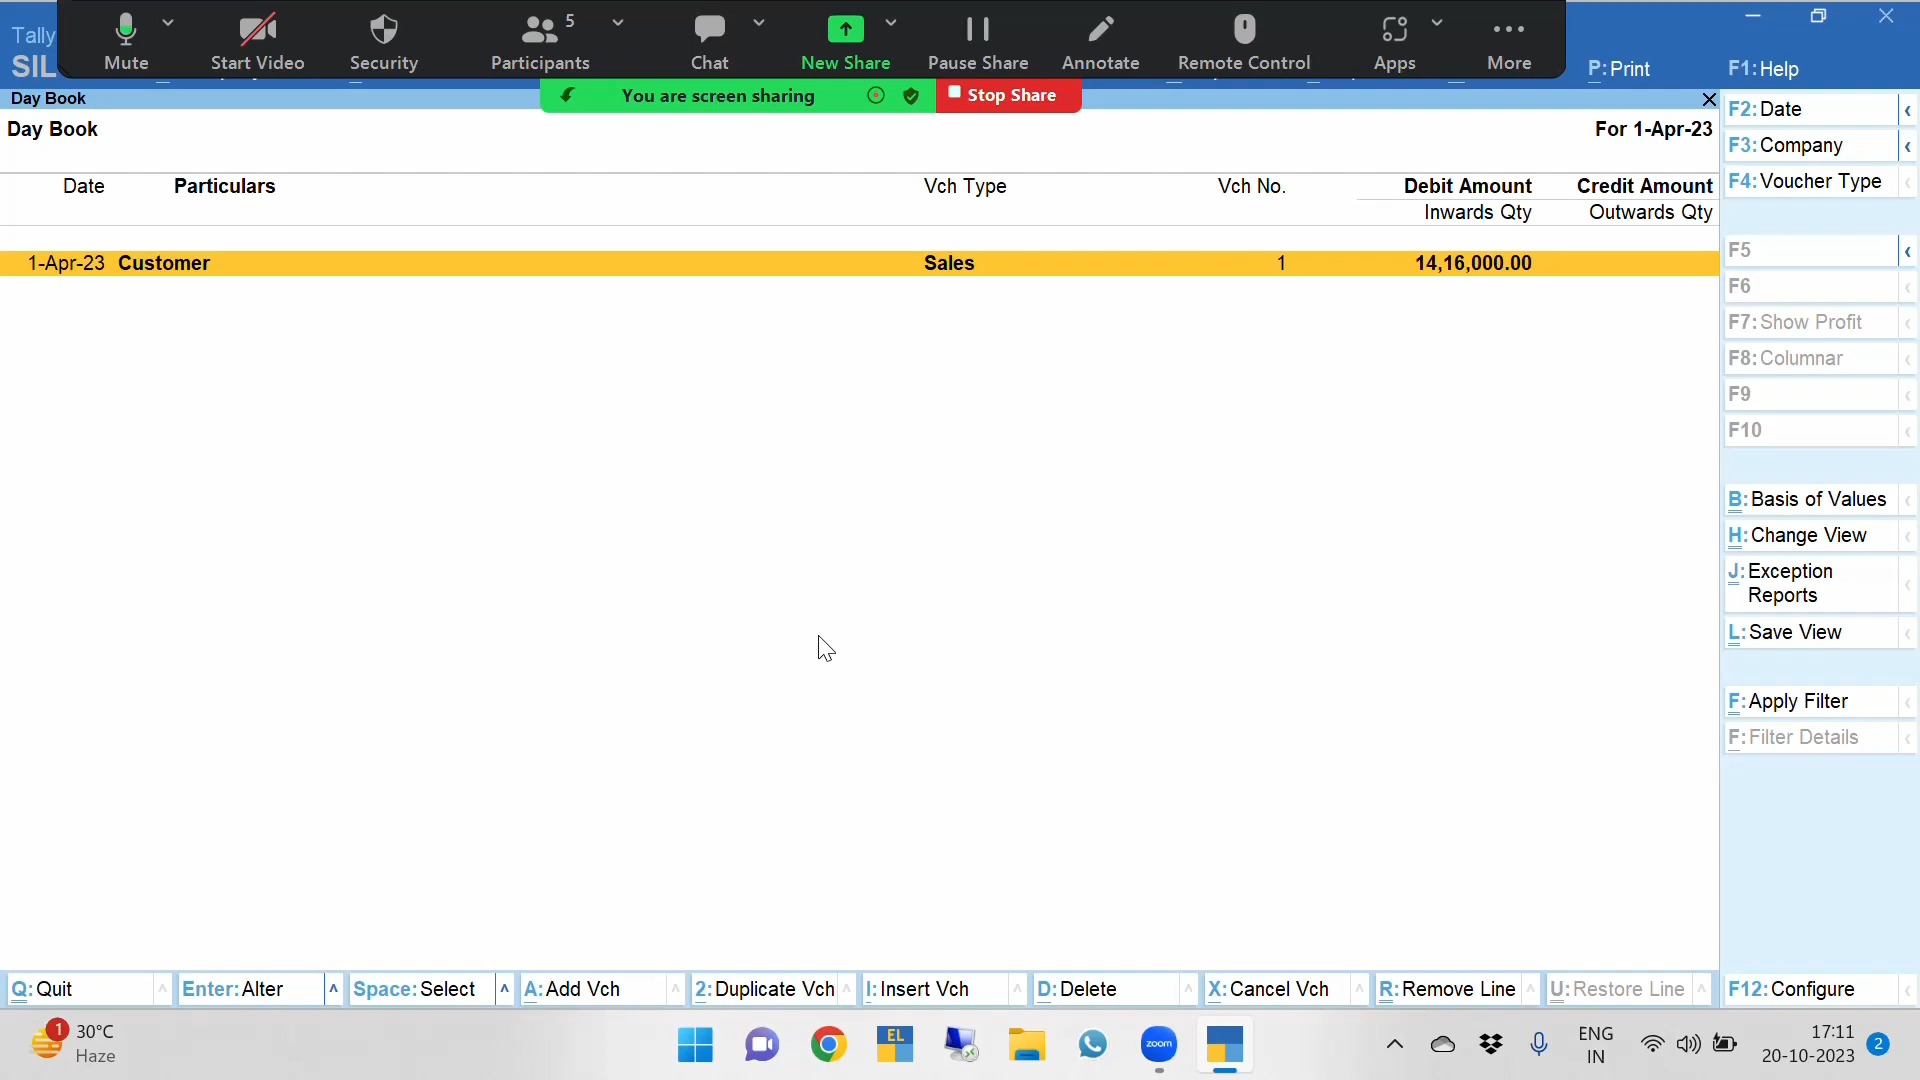 Tally
SIL
Mute
Start Video
Security
Participants
5
Chat
New Share
Pause Share
Annotate
Remote Control
Apps
More
P:Print
F1:Help
You are screen sharing
Stop Share
Day Book
Day Book
For 1-Apr-23
Date
Particulars
Vch Type
Vch No.
Debit Amount
Credit Amount
Inwards Qty
Outwards Qty
1-Apr-23
Customer
Sales
1
14,16,000.00
F2:Date
F3:Company
F4:Voucher Type
F5
F6
F7:Show Profit
F8:Columnar
F9
F10
B:Basis of Values
H:Change View
J:Exception
Reports
L:Save View
F:Apply Filter
F:Filter Details
Q:Quit
Enter:Alter
Space:Select
A:Add Vch
2:Duplicate Vch
I:Insert Vch
D:Delete
X:Cancel Vch
R:Remove Line
U:Restore Line
F12:Configure
1
30°C
Haze
EL
zoom
ENG
IN
17:11
20-10-2023
2